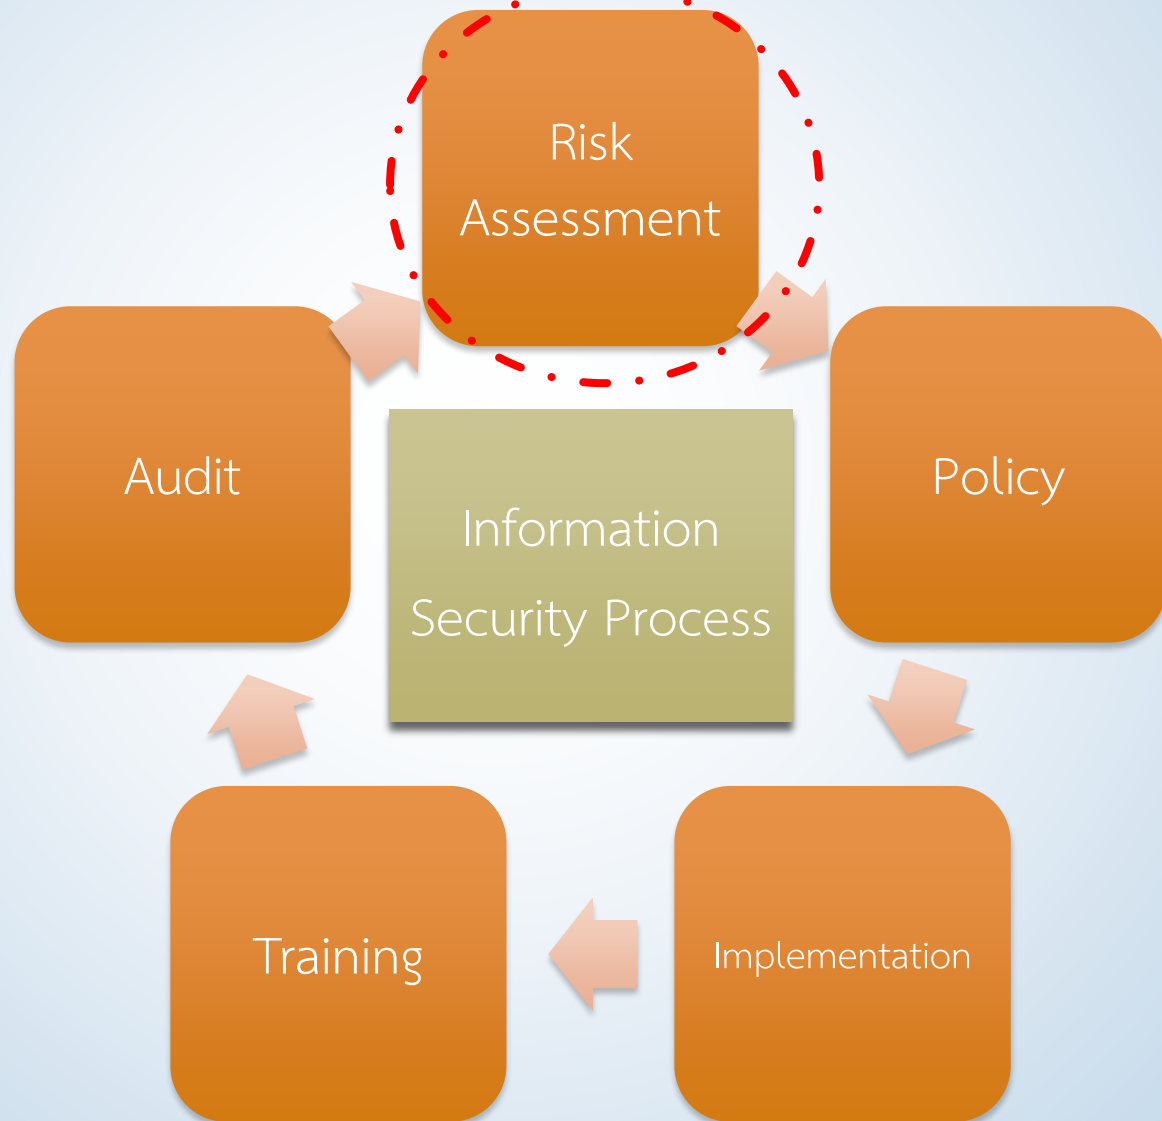 Risk
Assessment
Audit
Policy
Information
Security Process
Training
Implementation